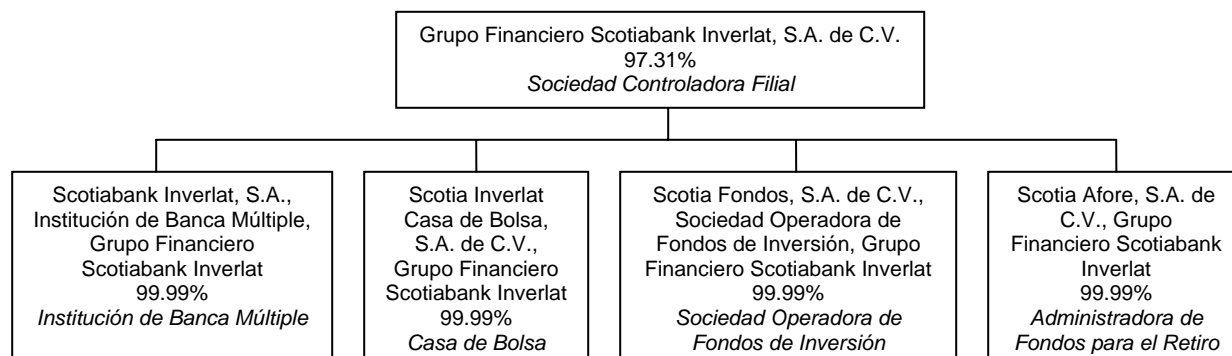 Grupo Financiero Scotiabank Inverlat, S.A. de C.V.
97.31%
Sociedad Controladora Filial
Scotiabank Inverlat, S.A.,
Institución de Banca Múltiple,
Grupo Financiero
Scotiabank Inverlat
99.99%
Institución de Banca Múltiple
Scotia Inverlat
Casa de Bolsa,
S.A. de C.V.,
Grupo Financiero
Scotiabank Inverlat
99.99%
Casa de Bolsa
Scotia Fondos, S.A. de C.V.,
Sociedad Operadora de
Fondos de Inversión, Grupo
Financiero Scotiabank Inverlat
99.99%
Sociedad Operadora de
Fondos de Inversión
Scotia Afore, S.A. de
C.V., Grupo
Financiero Scotiabank
Inverlat
99.99%
Administradora de
Fondos para el Retiro